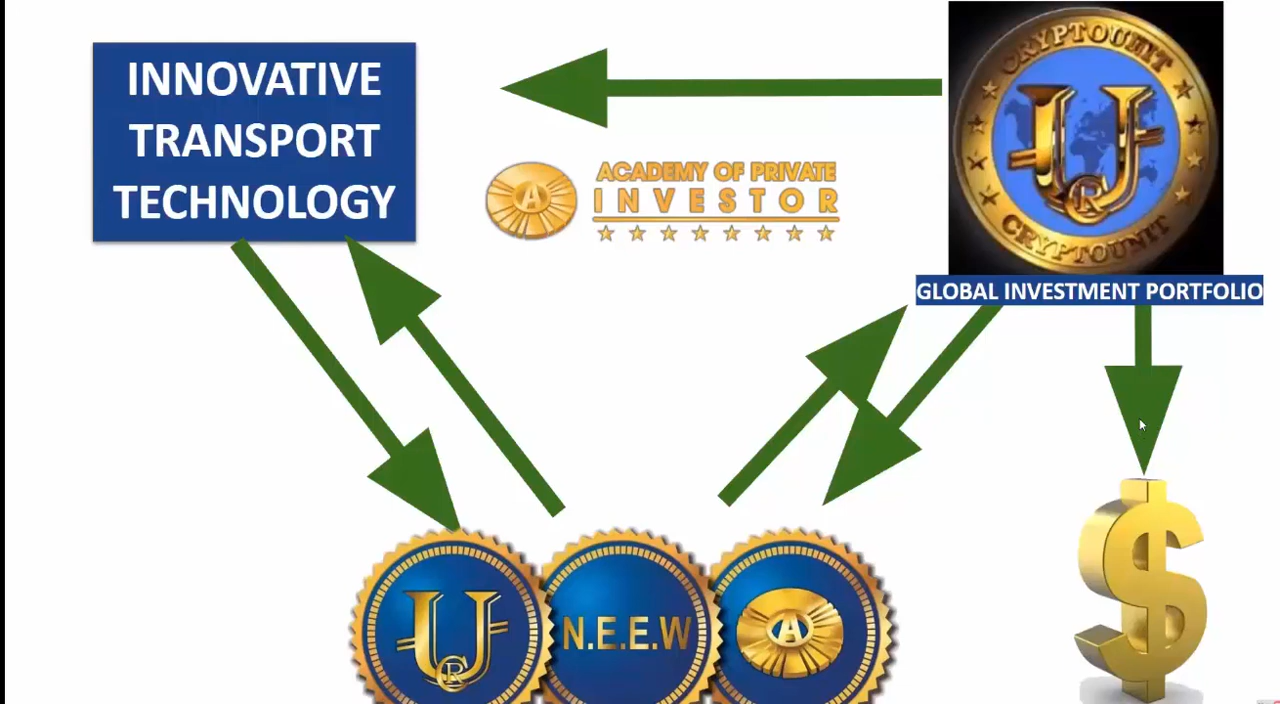 INNOVATIVE
TRANSPORT
TECHNOLOGY
ACADEMY OF PRIVATE
INVESTOR
A
CRYPTOUNIT
U
R
CRYPTOUNIT
GLOBAL INVESTMENT PORTFOLIO
U
R
N.E.E.W
A
$